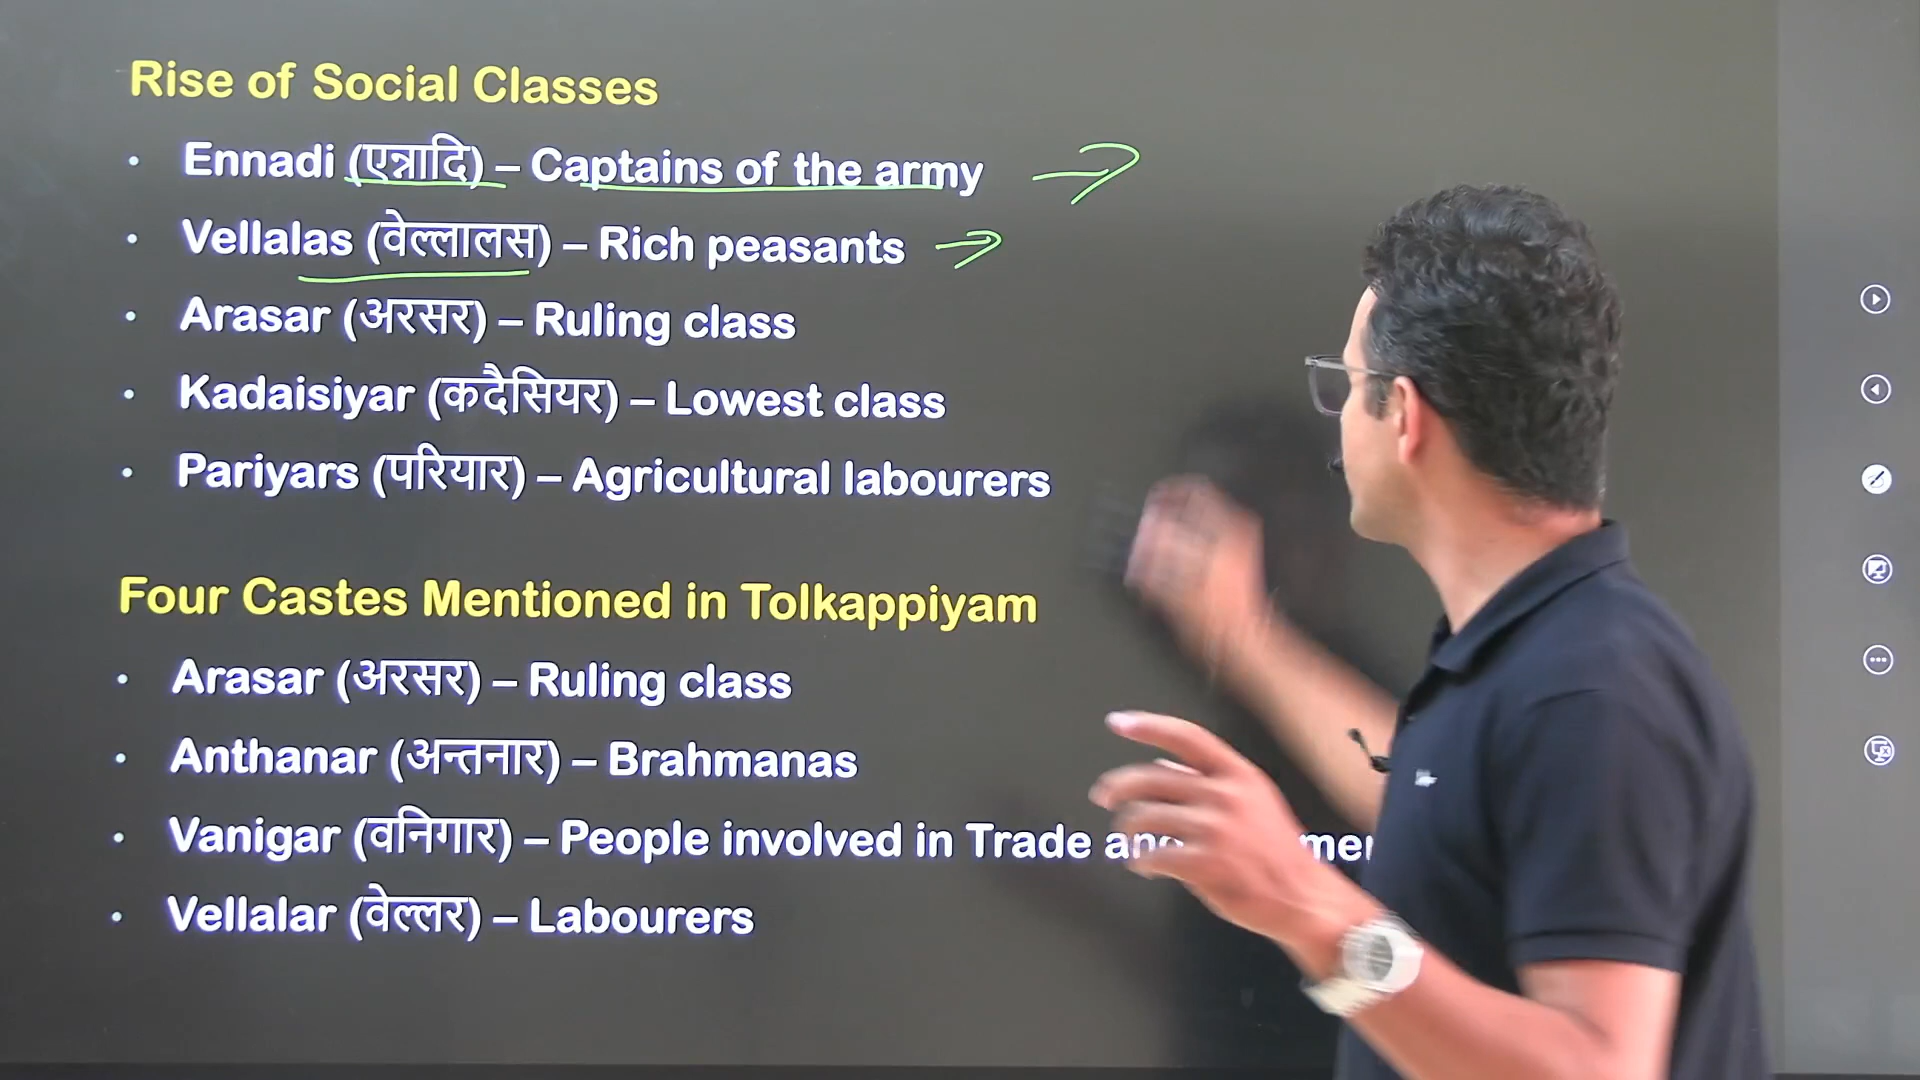 Rise of Social Classes
• Ennadi (एन्नादि) – Captains of the army
• Vellalas (वेल्लालस) – Rich peasants
• Arasar (अरसर) – Ruling class
• Kadaisiyar (कदैसियर) – Lowest class
• Pariyars (परियार) – Agricultural labourers
Four Castes Mentioned in Tolkappiyam
• Arasar (अरसर) – Ruling class
• Anthanar (अन्तनार) – Brahmanas
• Vanigar (वनिगार) – People involved in Trade and
• Vellalar (वेल्लर) – Labourers